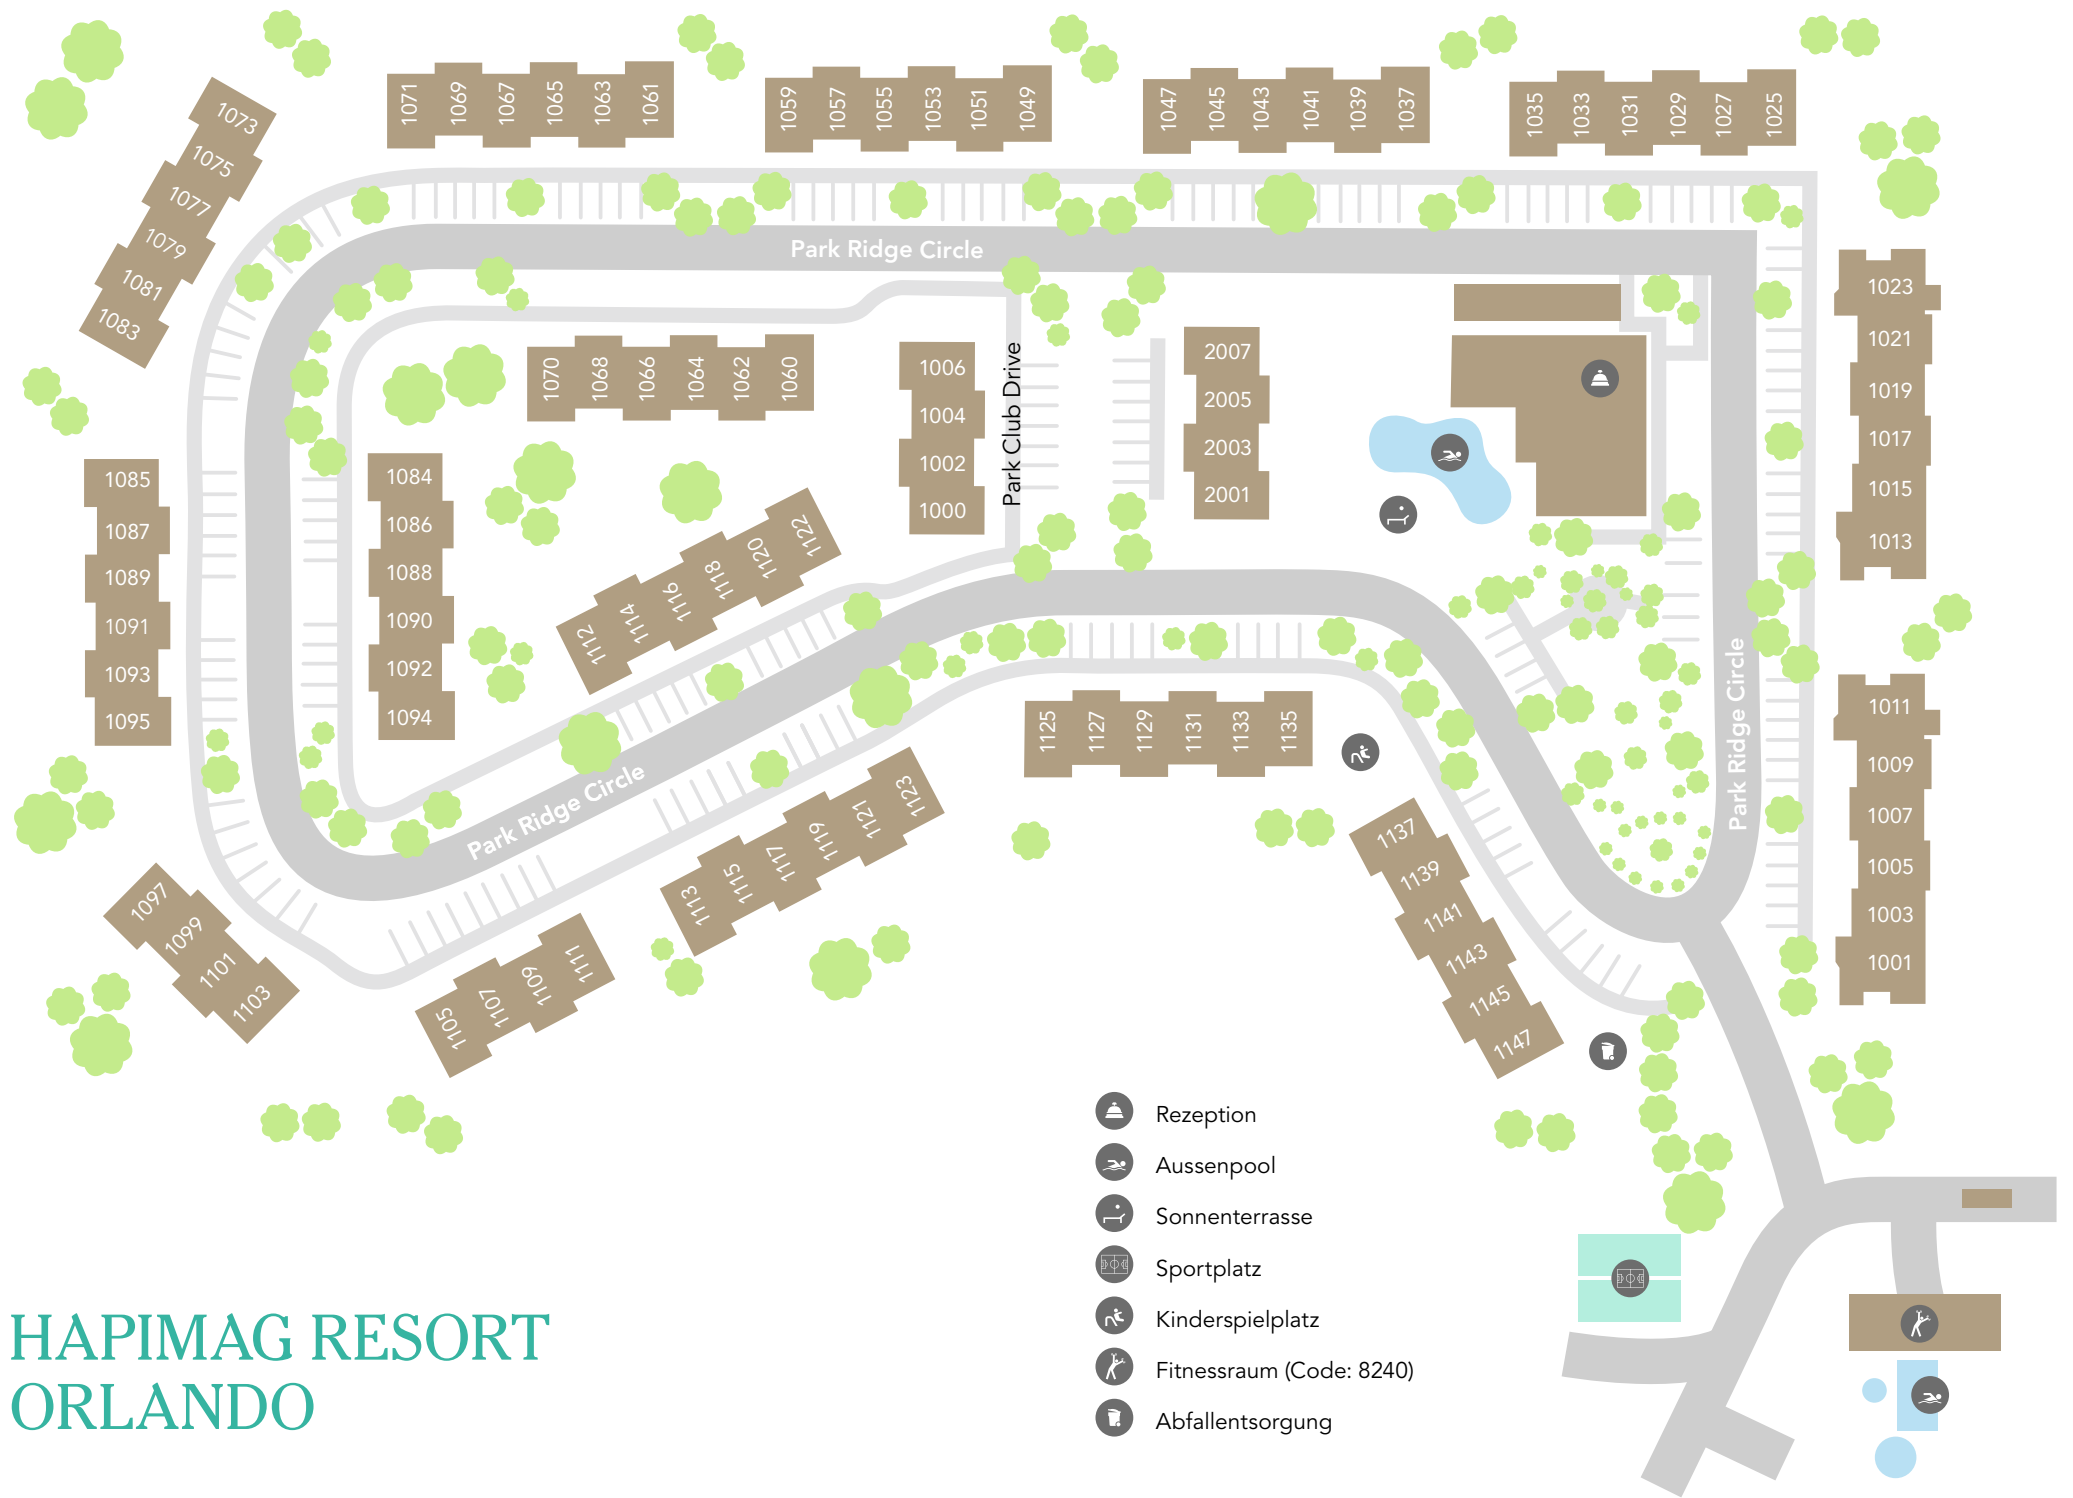 1071 1069 1067 1065 1063 1061
1059 1057 1055 1053 1051 1049
1047 1045 1043 1041 1039 1037
1035 1033 1031 1029 1027 1025
1073
1075
1077
1079
1081
1083
Park Ridge Circle
1023
1021
1019
1017
1015
1013
1070 1068 1066 1064 1062 1060
1006
1004
1002
1000
Park Club Drive
2007
2005
2003
2001
1085
1087
1089
1091
1093
1095
1084
1086
1088
1090
1092
1094
1112 1114 1116 1118 1120 1122
Park Ridge Circle
1011
1009
1007
1005
1003
1001
1125 1127 1129 1131 1133 1135
Park Ridge Circle
1113 1115 1117 1119 1121 1123
1137
1139
1141
1143
1145
1147
1097
1099
1101
1103
1105 1107 1109 1111
Rezeption
Aussenpool
Sonnenterrasse
Sportplatz
Kinderspielplatz
Fitnessraum (Code: 8240)
Abfallentsorgung
HAPIMAG RESORT
ORLANDO